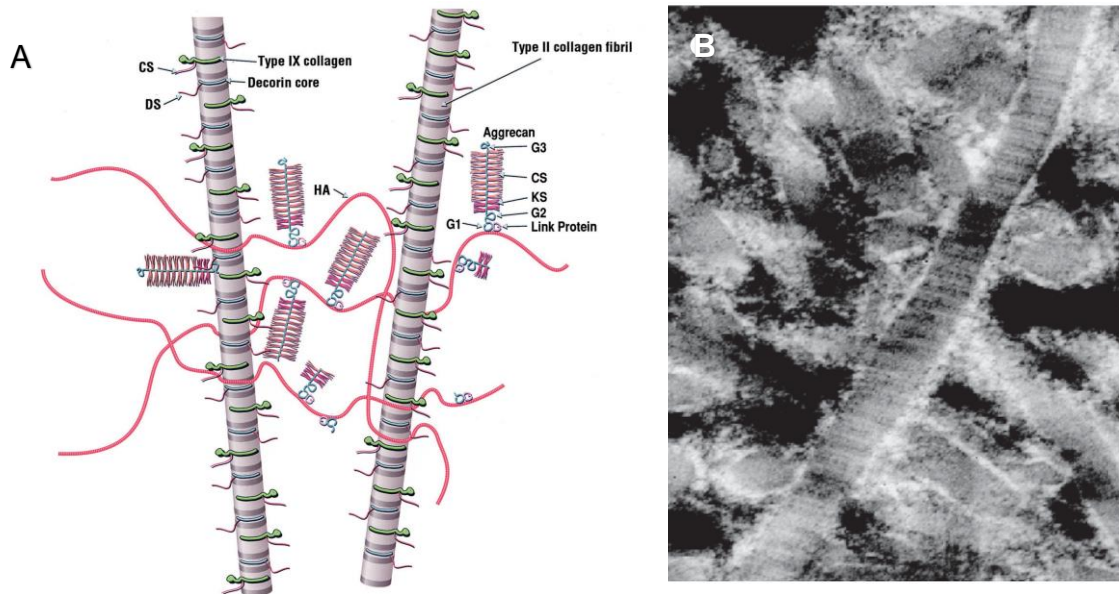 A
CS
Type IX collagen
Decorin core
DS
Type II collagen fibril
Aggrecan
G3
CS
KS
G2
G1
Link Protein
HA
B